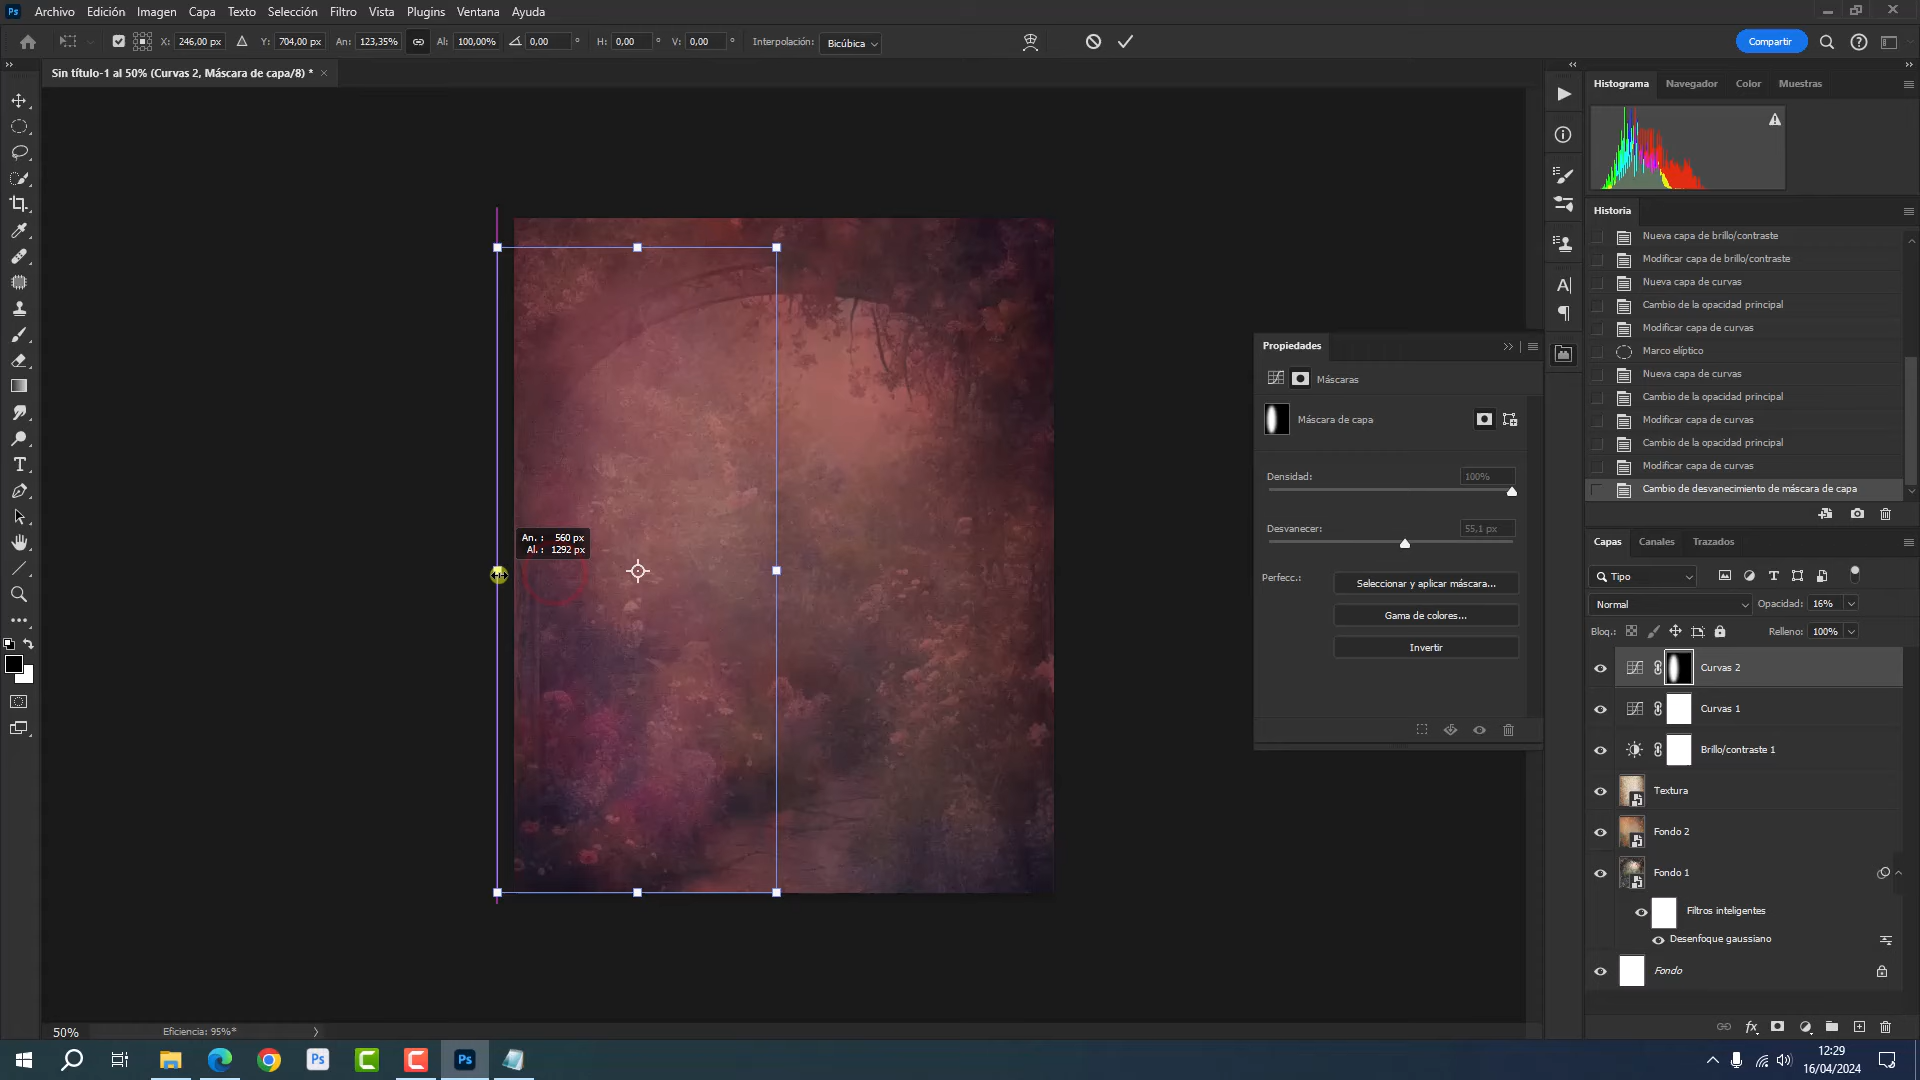 Ps Archivo Edición Imagen Capa Texto Selección Filtro Vista Plugins Ventana Ayuda
X: 246,00 px Y: 704,00 px An: 123,35% Al: 100,00% 0,00 ° H: 0,00 ° V: 0,00 ° Interpolación: Bicúbica Compartir
Sin título-1 al 50% (Curvas 2, Máscara de capa/8) * ×
Histograma Navegador Color Muestras
Historia
Nueva capa de brillo/contraste
Modificar capa de brillo/contraste
Nueva capa de curvas
Cambio de la opacidad principal
Modificar capa de curvas
Marco elíptico
Nueva capa de curvas
Cambio de la opacidad principal
Modificar capa de curvas
Cambio de la opacidad principal
Modificar capa de curvas
Cambio de desvanecimiento de máscara de capa
Propiedades
Máscaras
Máscara de capa
Densidad: 100%
Desvanecer: 55,1 px
Perfecc.: Seleccionar y aplicar máscara...
Gama de colores...
Invertir
An. : 560 px
Al. : 1292 px
Capas Canales Trazados
Tipo
Normal Opacidad: 16%
Bloq.: Relleno: 100%
Curvas 2
Curvas 1
Brillo/contraste 1
Textura
Fondo 2
Fondo 1
Filtros inteligentes
Desenfoque gaussiano
Fondo
50% Eficiencia: 95%*
12:29
16/04/2024